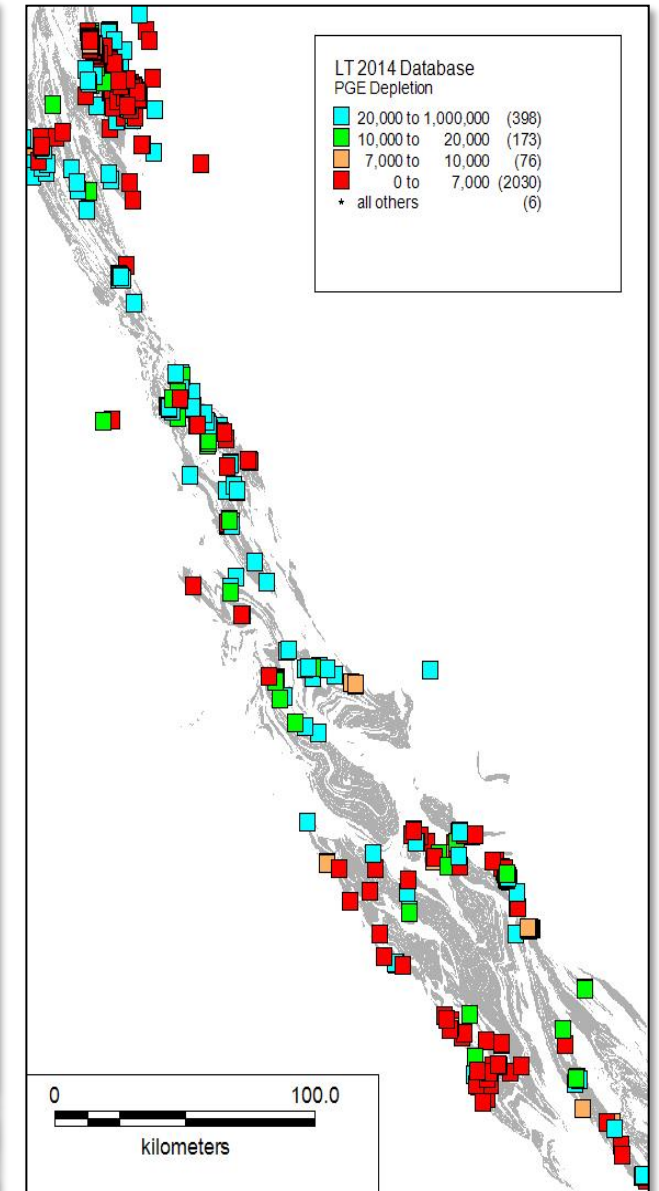 LT 2014 Database
PGE Depletion
20,000 to 1,000,000 (398)
10,000 to 20,000 (173)
7,000 to 10,000 (76)
0 to 7,000 (2030)
* all others (6)
0 100.0
kilometers